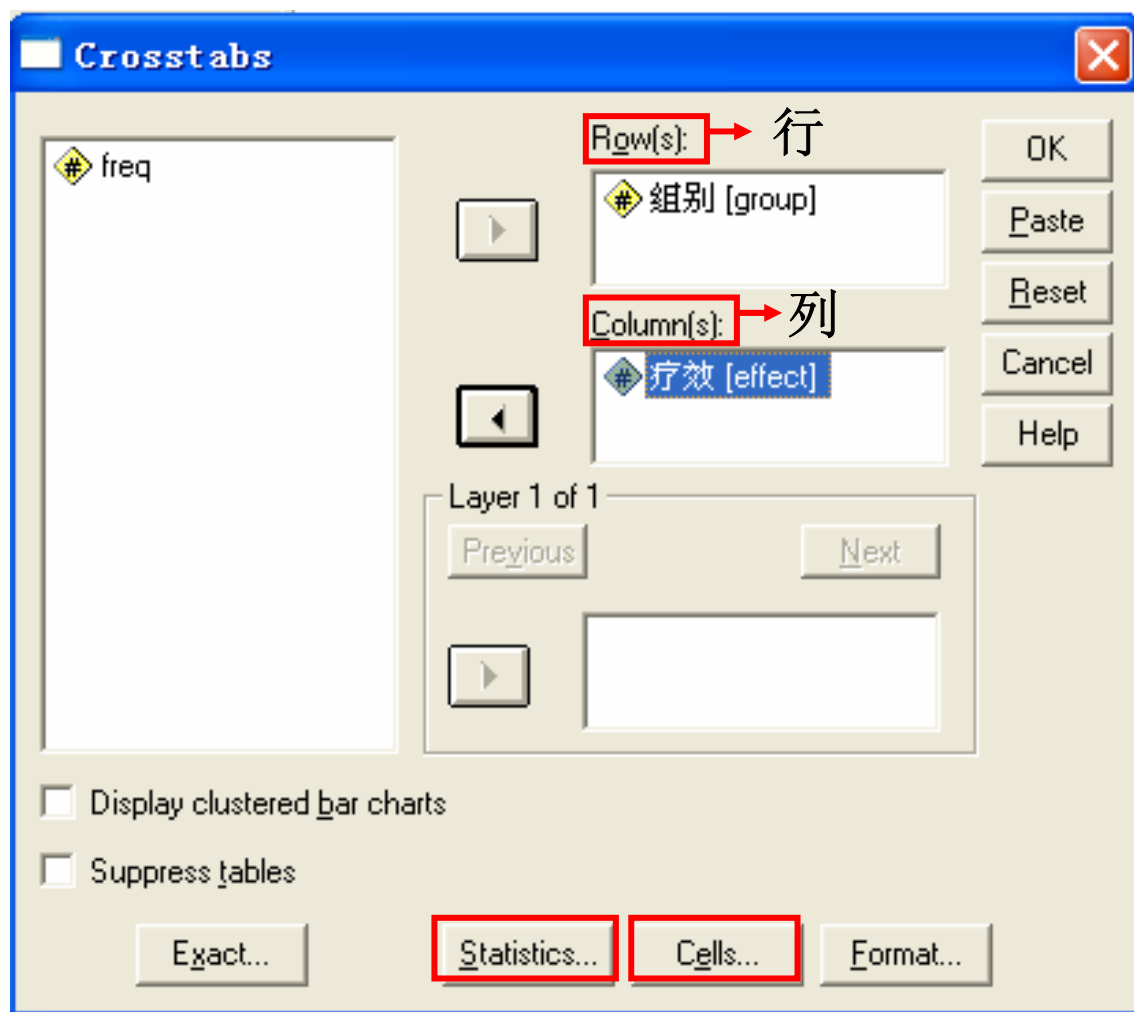 Crosstabs
freq
Row(s): 行
组别 [group]
Column(s): 列
疗效 [effect]
OK
Paste
Reset
Cancel
Help
Layer 1 of 1
Previous
Next
Display clustered bar charts
Suppress tables
Exact...
Statistics...
Cells...
Format...